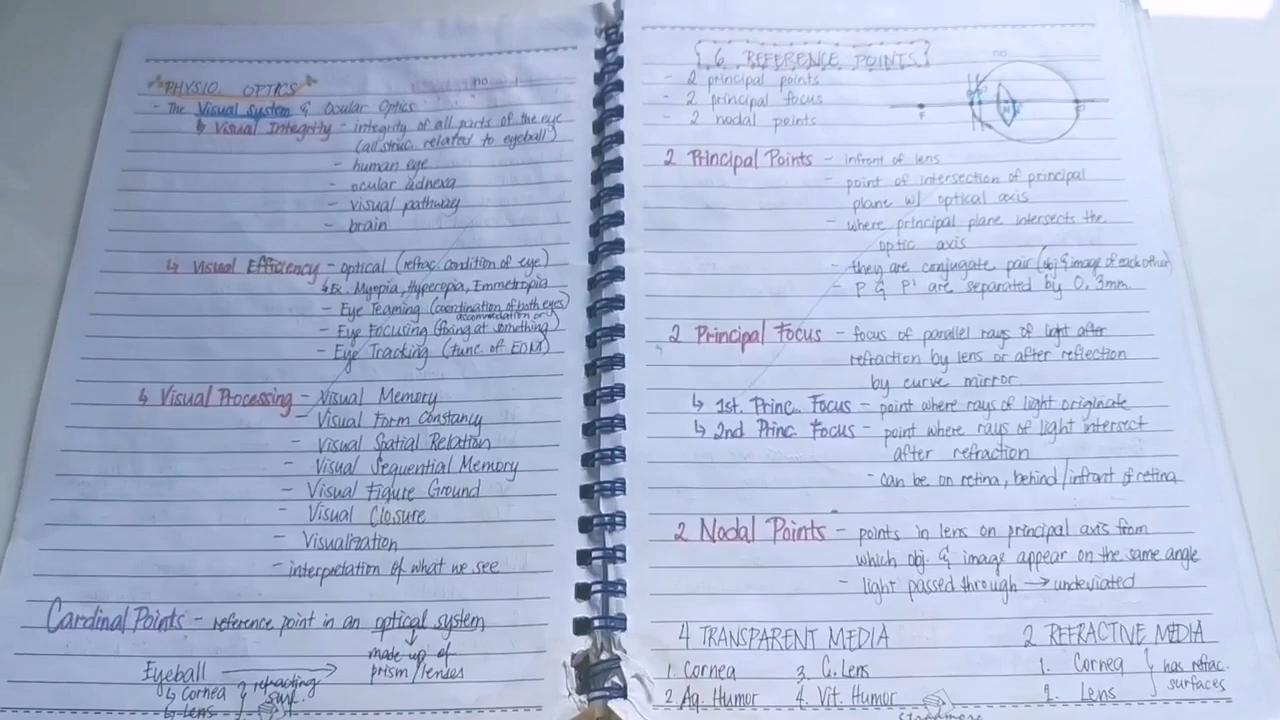 PHYSIO OPTICS
no. 1
- The Visual System & Ocular Optics
↳ Visual Integrity - integrity of all parts of the eye
(all struc. related to eyeball)
- human eye
- ocular adnexa
- visual pathway
- brain
↳ Visual Efficiency - optical (refrac. condition of eye)
↳ Ex. Myopia, Hyperopia, Emmetropia
- Eye Teaming (coordination of both eyes)
accommodation or
- Eye Focusing (fixing at something)
- Eye Tracking (func. of EOM)
↳ Visual Processing - Visual Memory
- Visual Form Constancy
- Visual Spatial Relation
- Visual Sequential Memory
- Visual Figure Ground
- Visual Closure
- Visualization
- interpretation of what we see
Cardinal Points - reference point in an optical system
made up of
prism/lenses
Eyeball → refracting
surf.
↳ Cornea
↳ Lens
no
6 REFERENCE POINTS
- 2 principal points
- 2 principal focus
- 2 nodal points
F
2 Principal Points - infront of lens
- point of intersection of principal
plane w/ optical axis
- where principal plane intersects the
optic axis
- they are conjugate pair (obj & image of each other)
- P & P' are separated by 0.3mm
2 Principal Focus - focus of parallel rays of light after
refraction by lens or after reflection
by curve mirror
↳ 1st. Princ. Focus - point where rays of light originate
↳ 2nd Princ. Focus - point where rays of light intersect
after refraction
- can be on retina, behind/infront of retina
2 Nodal Points - points in lens on principal axis from
which obj. & image appear on the same angle
- light passed through → undeviated
4 TRANSPARENT MEDIA
1. Cornea 3. C. Lens
2. Aq. Humor 4. Vit. Humor
2 REFRACTIVE MEDIA
1. Cornea } has refrac.
2. Lens surfaces